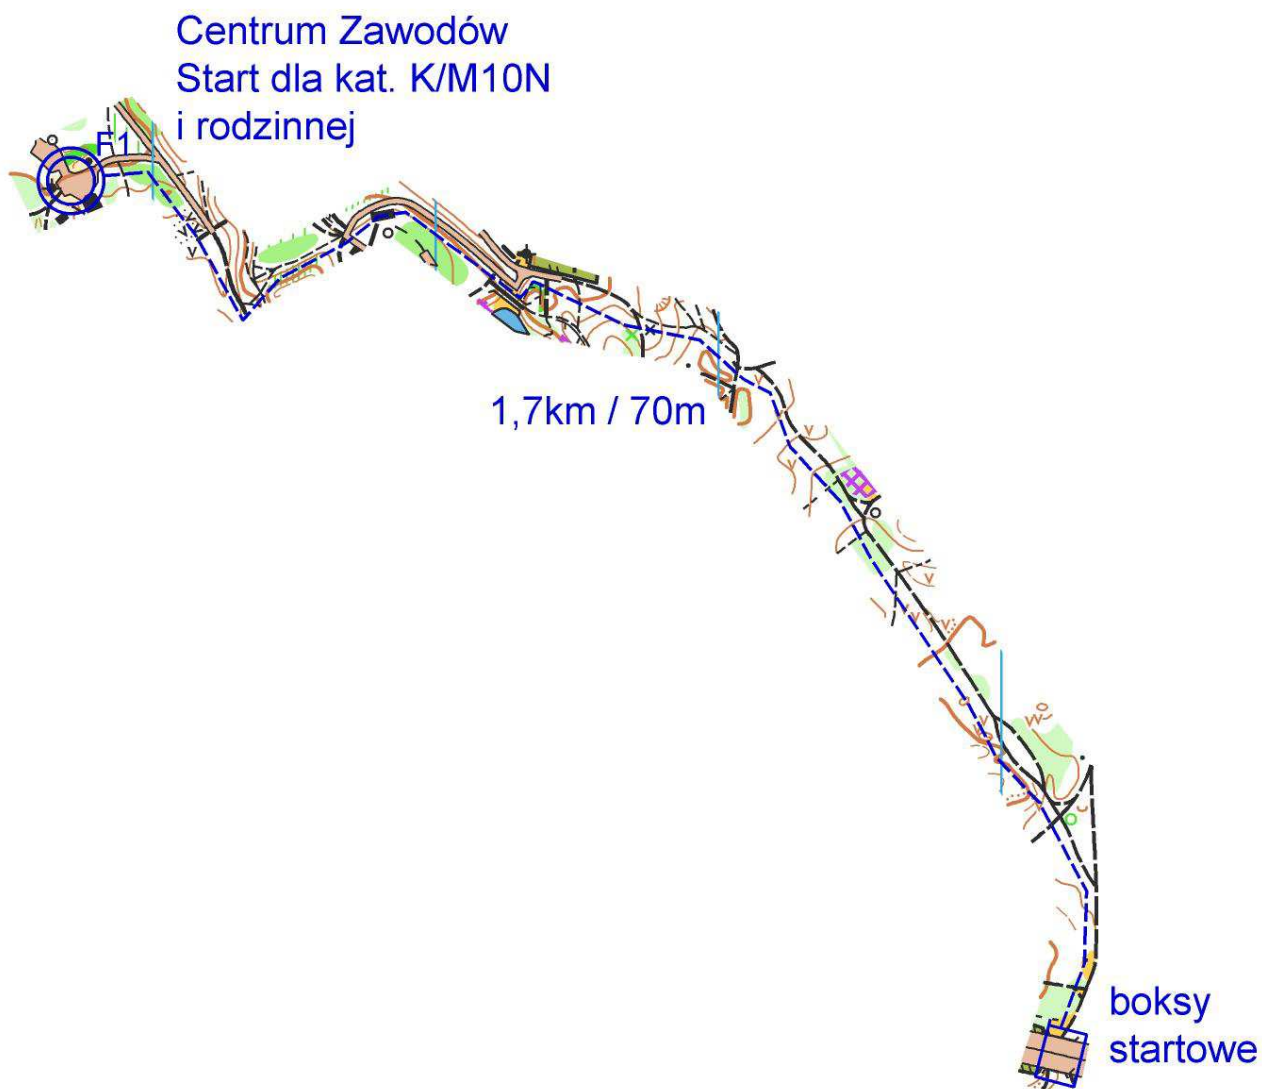 Centrum Zawodów
Start dla kat. K/M10N
i rodzinnej
F1
1,7km / 70m
boksy
startowe